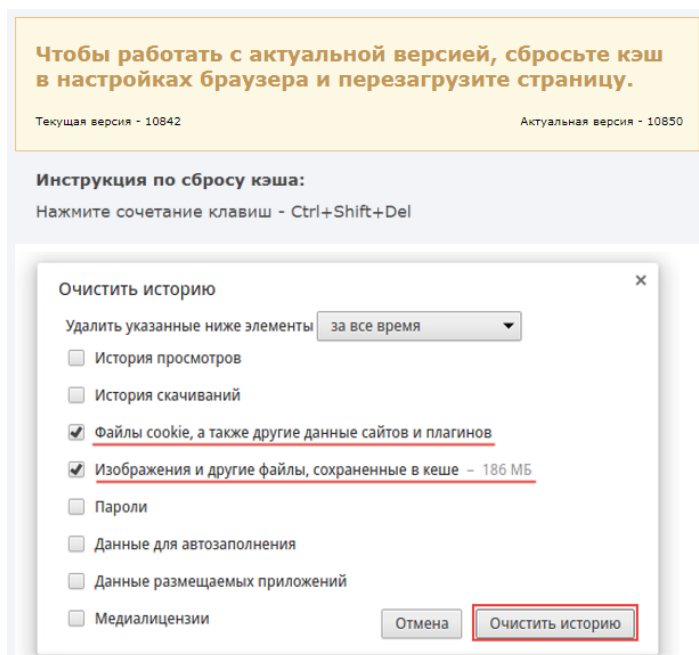 Чтобы работать с актуальной версией, сбросьте кэш
в настройках браузера и перезагрузите страницу.
Текущая версия - 10842 Актуальная версия - 10850
Инструкция по сбросу кэша:
Нажмите сочетание клавиш - Ctrl+Shift+Del
Очистить историю
Удалить указанные ниже элементы за все время
История просмотров
История скачиваний
Файлы cookie, а также другие данные сайтов и плагинов
Изображения и другие файлы, сохраненные в кеше – 186 МБ
Пароли
Данные для автозаполнения
Данные размещаемых приложений
Медиалицензии
Отмена Очистить историю